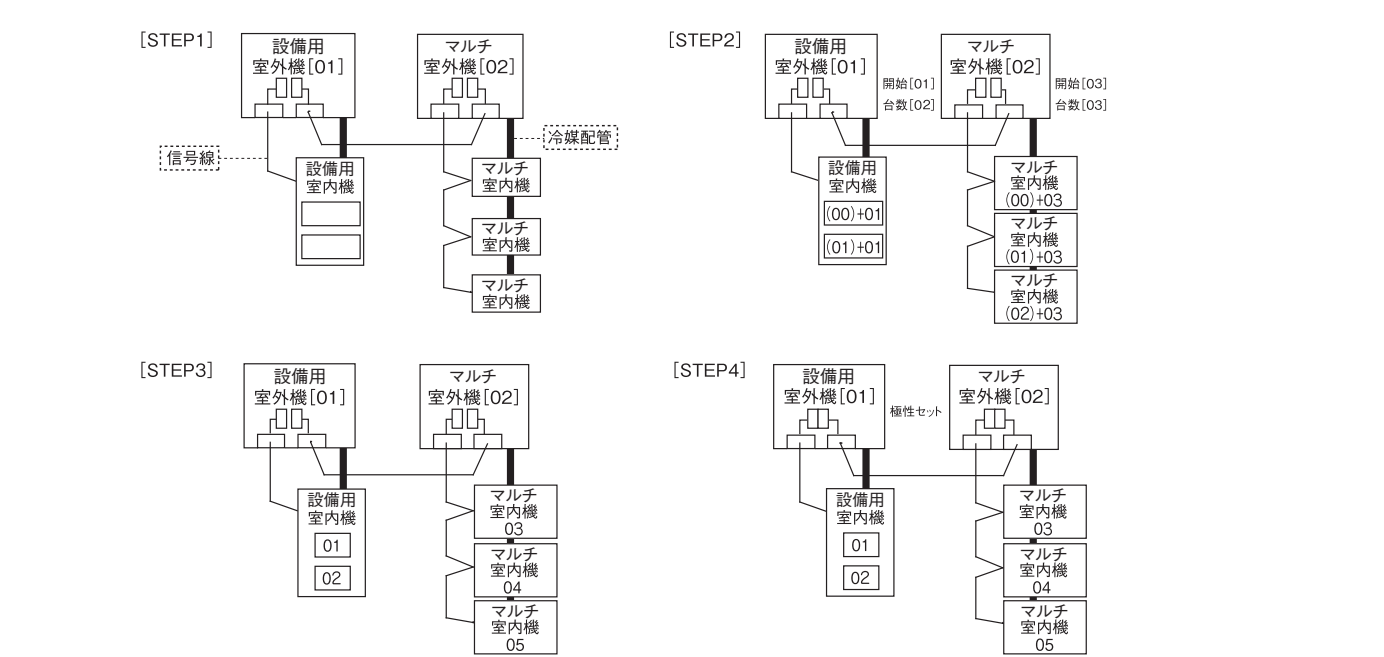 [STEP1]
設備用
室外機[01]
マルチ
室外機[02]
冷媒配管
信号線
設備用
室内機
マルチ
室内機
マルチ
室内機
マルチ
室内機
[STEP2]
設備用
室外機[01]
開始[01]
台数[02]
マルチ
室外機[02]
開始[03]
台数[03]
設備用
室内機
(00)+01
(01)+01
マルチ
室内機
(00)+03
マルチ
室内機
(01)+03
マルチ
室内機
(02)+03
[STEP3]
設備用
室外機[01]
マルチ
室外機[02]
設備用
室内機
01
02
マルチ
室内機
03
マルチ
室内機
04
マルチ
室内機
05
[STEP4]
設備用
室外機[01]
極性セット
マルチ
室外機[02]
設備用
室内機
01
02
マルチ
室内機
03
マルチ
室内機
04
マルチ
室内機
05